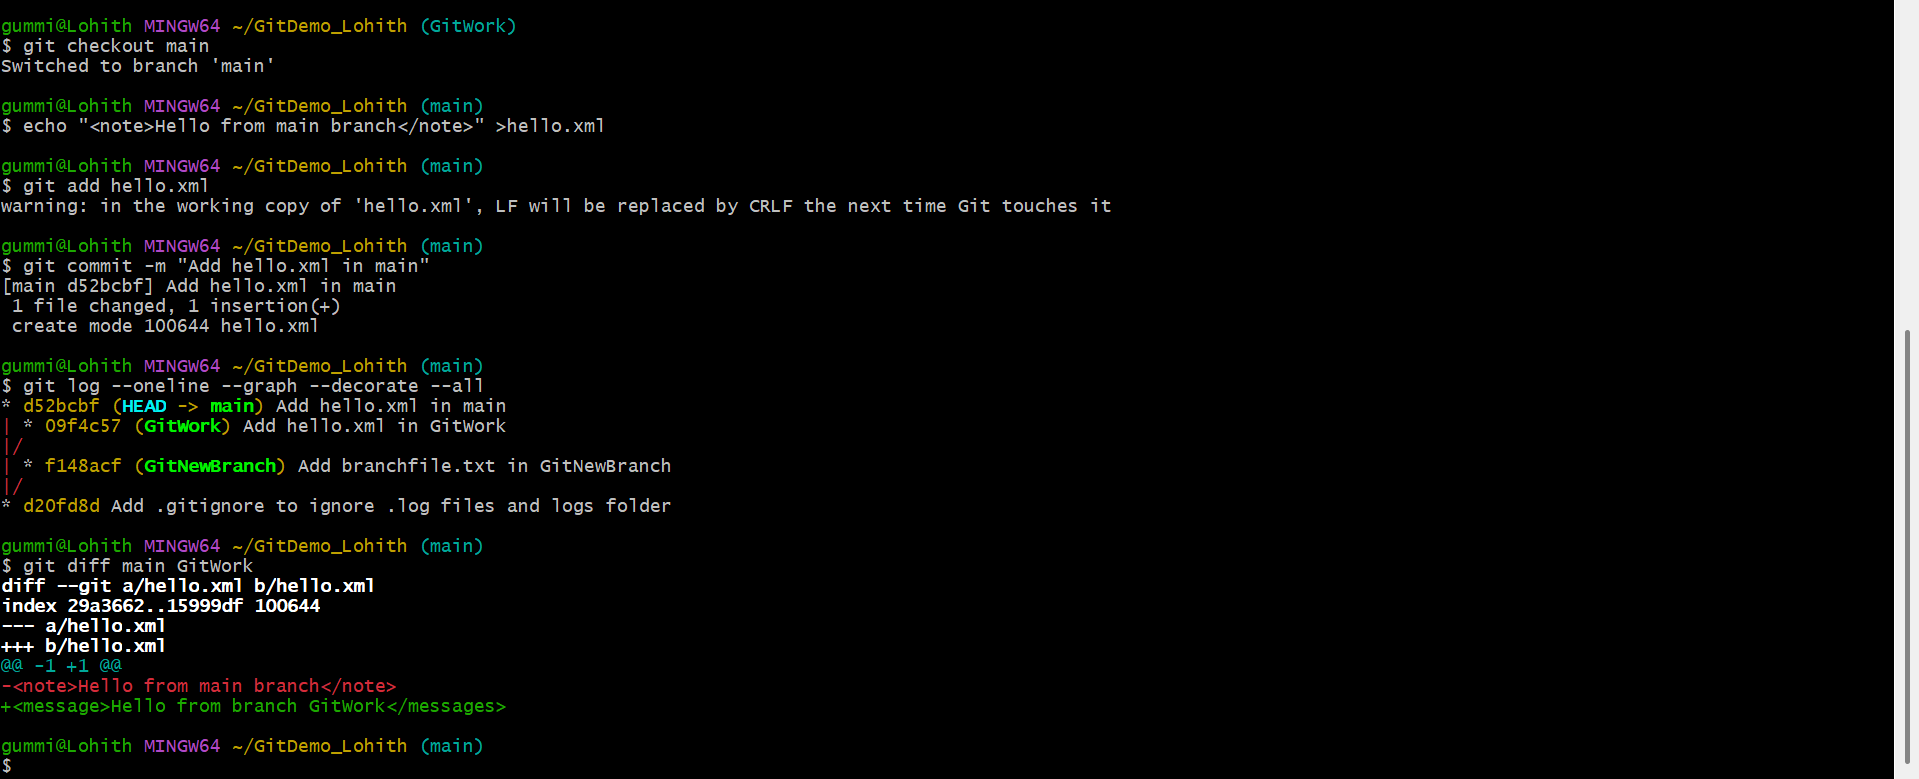 gummi@Lohith MINGW64 ~/GitDemo_Lohith (GitWork)
$ git checkout main
Switched to branch 'main'
gummi@Lohith MINGW64 ~/GitDemo_Lohith (main)
$ echo "<note>Hello from main branch</note>" >hello.xml
gummi@Lohith MINGW64 ~/GitDemo_Lohith (main)
$ git add hello.xml
warning: in the working copy of 'hello.xml', LF will be replaced by CRLF the next time Git touches it
gummi@Lohith MINGW64 ~/GitDemo_Lohith (main)
$ git commit -m "Add hello.xml in main"
[main d52bcbf] Add hello.xml in main
 1 file changed, 1 insertion(+)
 create mode 100644 hello.xml
gummi@Lohith MINGW64 ~/GitDemo_Lohith (main)
$ git log --oneline --graph --decorate --all
* d52bcbf (HEAD -> main) Add hello.xml in main
| * 09f4c57 (GitWork) Add hello.xml in GitWork
|/
| * f148acf (GitNewBranch) Add branchfile.txt in GitNewBranch
|/
* d20fd8d Add .gitignore to ignore .log files and logs folder
gummi@Lohith MINGW64 ~/GitDemo_Lohith (main)
$ git diff main GitWork
diff --git a/hello.xml b/hello.xml
index 29a3662..15999df 100644
--- a/hello.xml
+++ b/hello.xml
@@ -1 +1 @@
-<note>Hello from main branch</note>
+<message>Hello from branch GitWork</messages>
gummi@Lohith MINGW64 ~/GitDemo_Lohith (main)
$